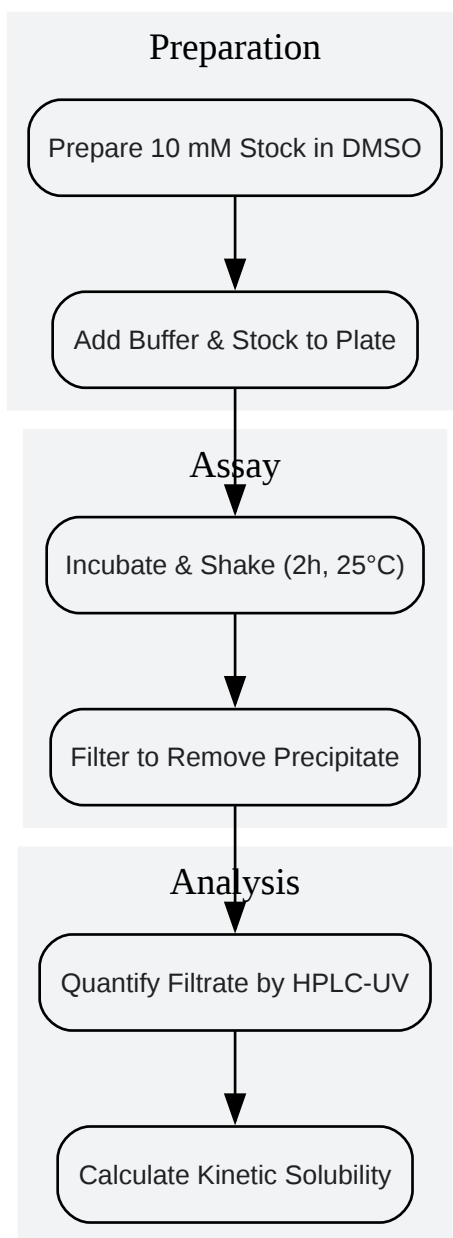 Preparation
Prepare 10 mM Stock in DMSO
Add Buffer & Stock to Plate
Assay
Incubate & Shake (2h, 25°C)
Filter to Remove Precipitate
Analysis
Quantify Filtrate by HPLC-UV
Calculate Kinetic Solubility